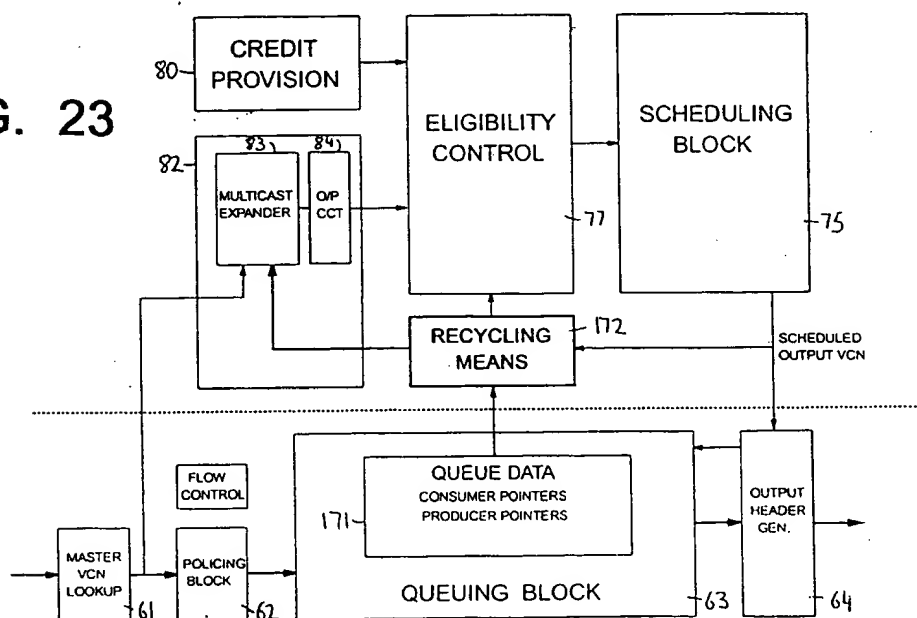 G. 23
CREDIT
PROVISION
80
ELIGIBILITY
CONTROL
77
SCHEDULING
BLOCK
75
82
83
84
MULTICAST
EXPANDER
O/P
CCT
RECYCLING
MEANS
172
SCHEDULED
OUTPUT VCN
FLOW
CONTROL
QUEUE DATA
CONSUMER POINTERS
PRODUCER POINTERS
171
OUTPUT
HEADER
GEN.
MASTER
VCN
LOOKUP
61
POLICING
BLOCK
62
QUEUING BLOCK
63
64